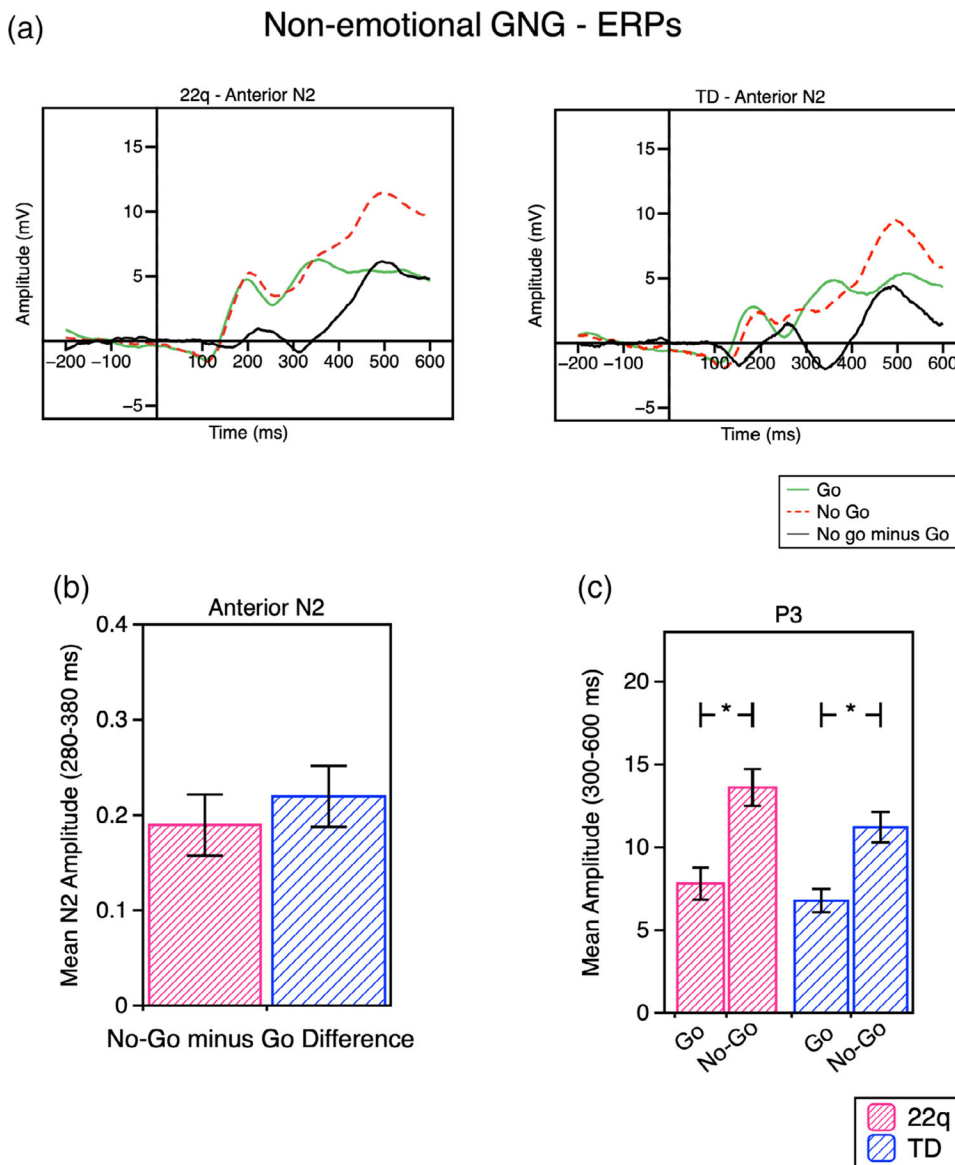 (a)
Non-emotional GNG - ERPs
22q - Anterior N2
Amplitude (mV)
15
10
5
−5
−200
−100
100
200
300
400
500
600
Time (ms)
TD - Anterior N2
Amplitude (mV)
15
10
5
−5
−200
−100
100
200
300
400
500
600
Time (ms)
Go
No Go
No go minus Go
(b)
Anterior N2
Mean N2 Amplitude (280-380 ms)
0.4
0.3
0.2
0.1
0
No-Go minus Go Difference
(c)
P3
Mean Amplitude (300-600 ms)
20
15
10
5
0
*
*
Go
No-Go
Go
No-Go
22q
TD